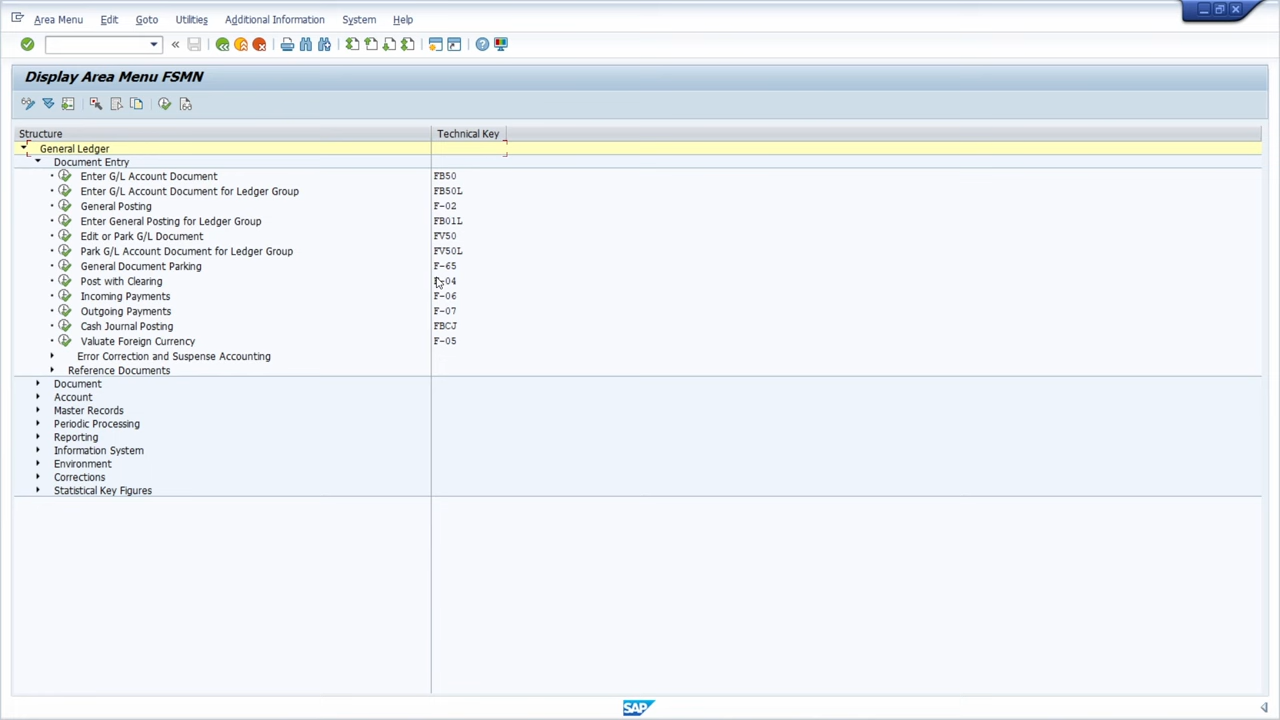 Area Menu Edit Goto Utilities Additional Information System Help
Display Area Menu FSMN
Structure Technical Key
General Ledger
Document Entry
Enter G/L Account Document FB50
Enter G/L Account Document for Ledger Group FB50L
General Posting F-02
Enter General Posting for Ledger Group FB01L
Edit or Park G/L Document FV50
Park G/L Account Document for Ledger Group FV50L
General Document Parking F-65
Post with Clearing F-04
Incoming Payments F-06
Outgoing Payments F-07
Cash Journal Posting FBCJ
Valuate Foreign Currency F-05
Error Correction and Suspense Accounting
Reference Documents
Document
Account
Master Records
Periodic Processing
Reporting
Information System
Environment
Corrections
Statistical Key Figures
SAP